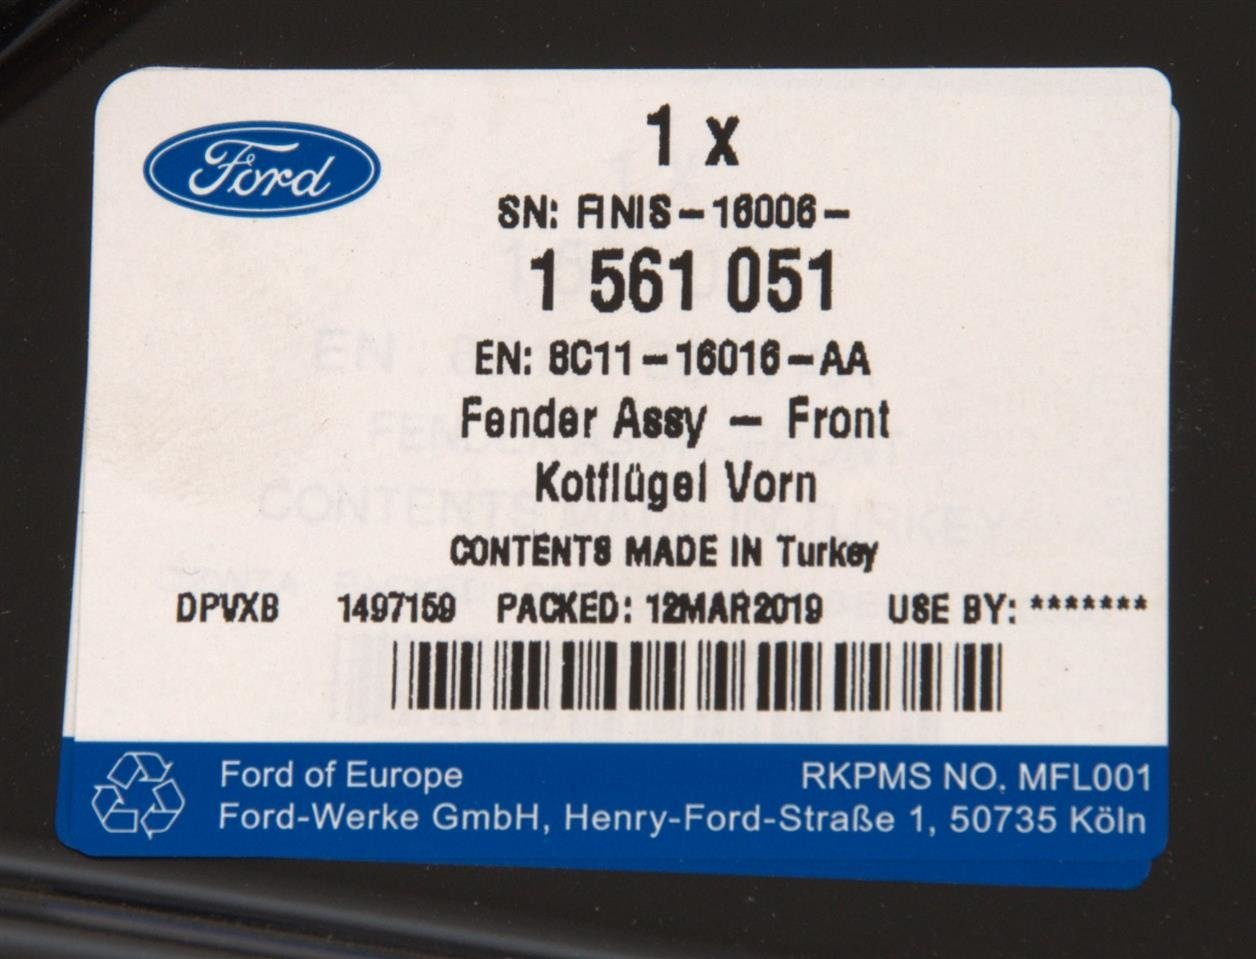 Ford
1 x
SN: FINIS-16006-
1 561 051
EN: 8C11-16016-AA
Fender Assy - Front
Kotflügel Vorn
CONTENTS MADE IN Turkey
DPVXB 1497159 PACKED: 12MAR2019 USE BY: *******
Ford of Europe RKPMS NO. MFL001
Ford-Werke GmbH, Henry-Ford-Straße 1, 50735 Köln